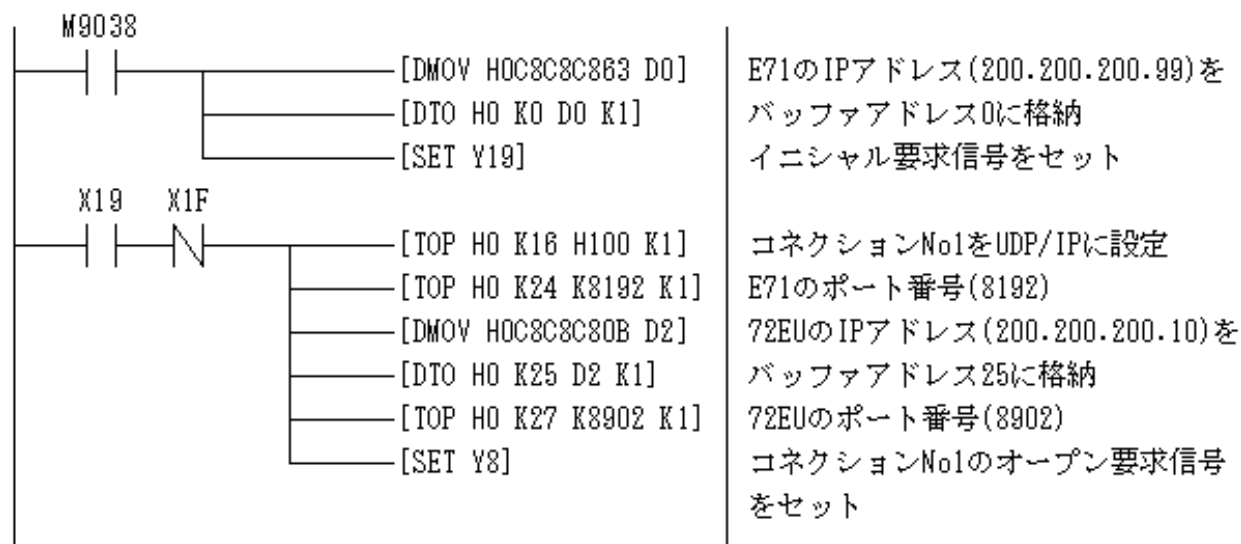 M9038
[DMOV H0C8C8C863 D0] E71のIPアドレス(200.200.200.99)を
[DTO H0 K0 D0 K1] バッファアドレス0に格納
[SET Y19] イニシャル要求信号をセット
X19 X1F
[TOP H0 K16 H100 K1] コネクションNo1をUDP/IPに設定
[TOP H0 K24 K8192 K1] E71のポート番号(8192)
[DMOV H0C8C8C80B D2] 72EUのIPアドレス(200.200.200.10)を
[DTO H0 K25 D2 K1] バッファアドレス25に格納
[TOP H0 K27 K8902 K1] 72EUのポート番号(8902)
[SET Y8] コネクションNo1のオープン要求信号
をセット